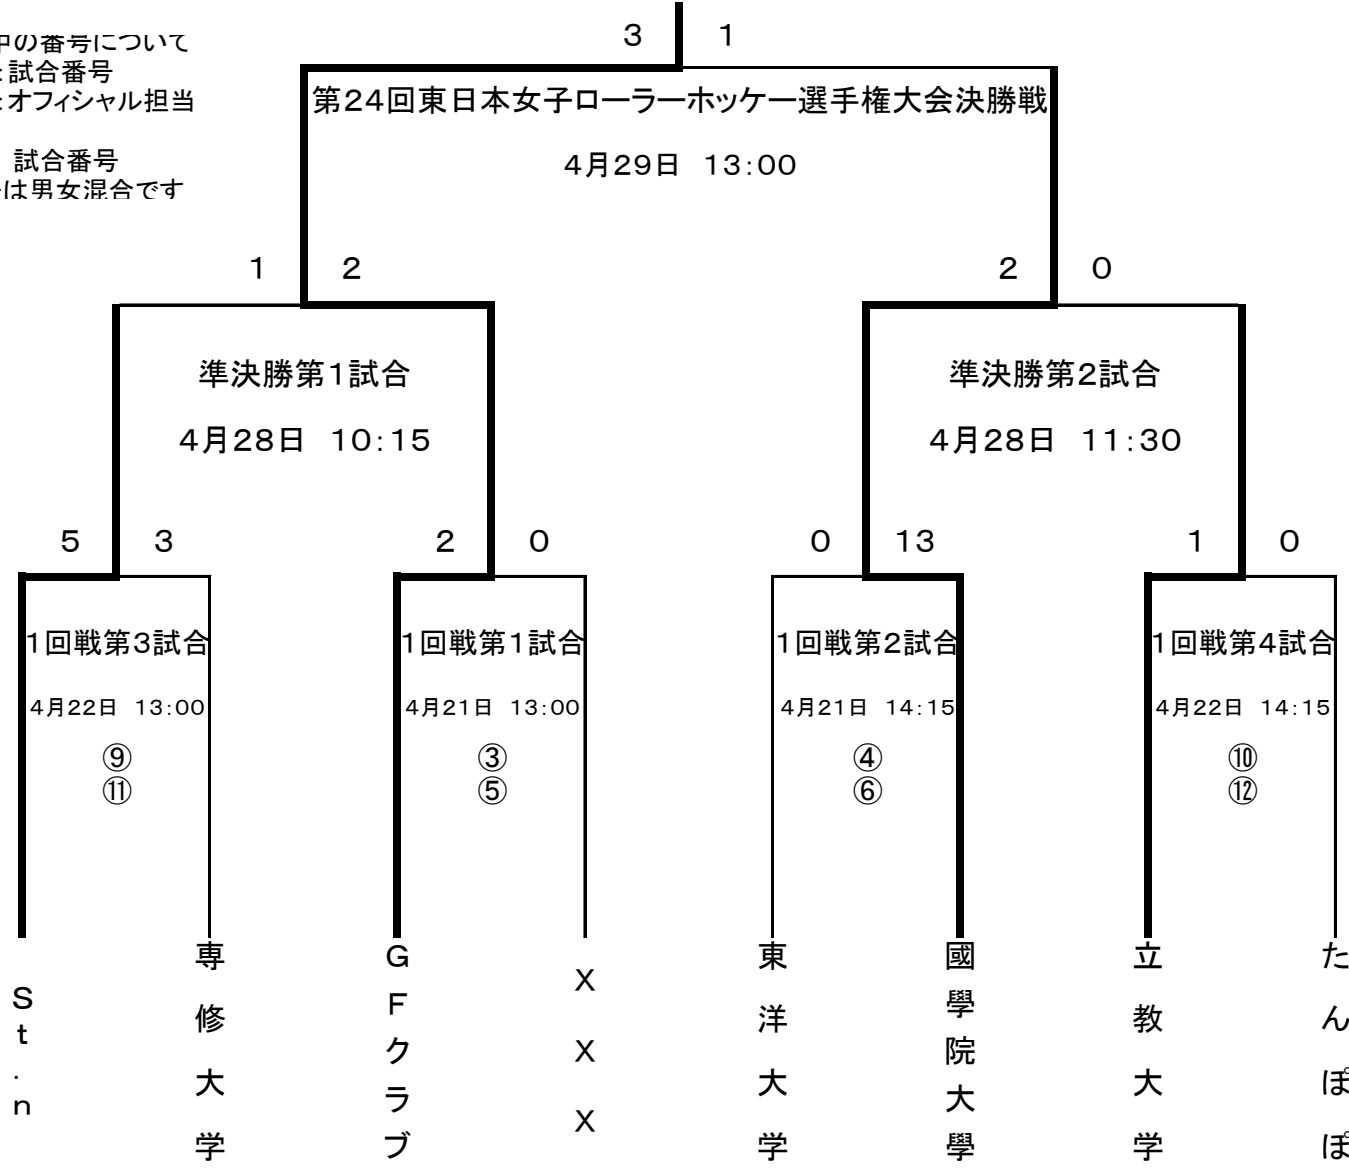 3 1
の番号について
試合番号
:オフィシャル担当
第24回東日本女子ローラーホッケー選手権大会決勝戦
試合番号
は男女混合です
4月29日 13:00
1 2
2 0
準決勝第1試合
4月28日 10:15
準決勝第2試合
4月28日 11:30
5 3
2 0
0 13
1 0
1回戦第3試合
4月22日 13:00
⑨
⑪
1回戦第1試合
4月21日 13:00
③
⑤
1回戦第2試合
4月21日 14:15
④
⑥
1回戦第4試合
4月22日 14:15
⑩
⑫
St.n
専修大学
GFクラブ
XXX
東洋大学
國學院大學
立教大学
たんぽぽ